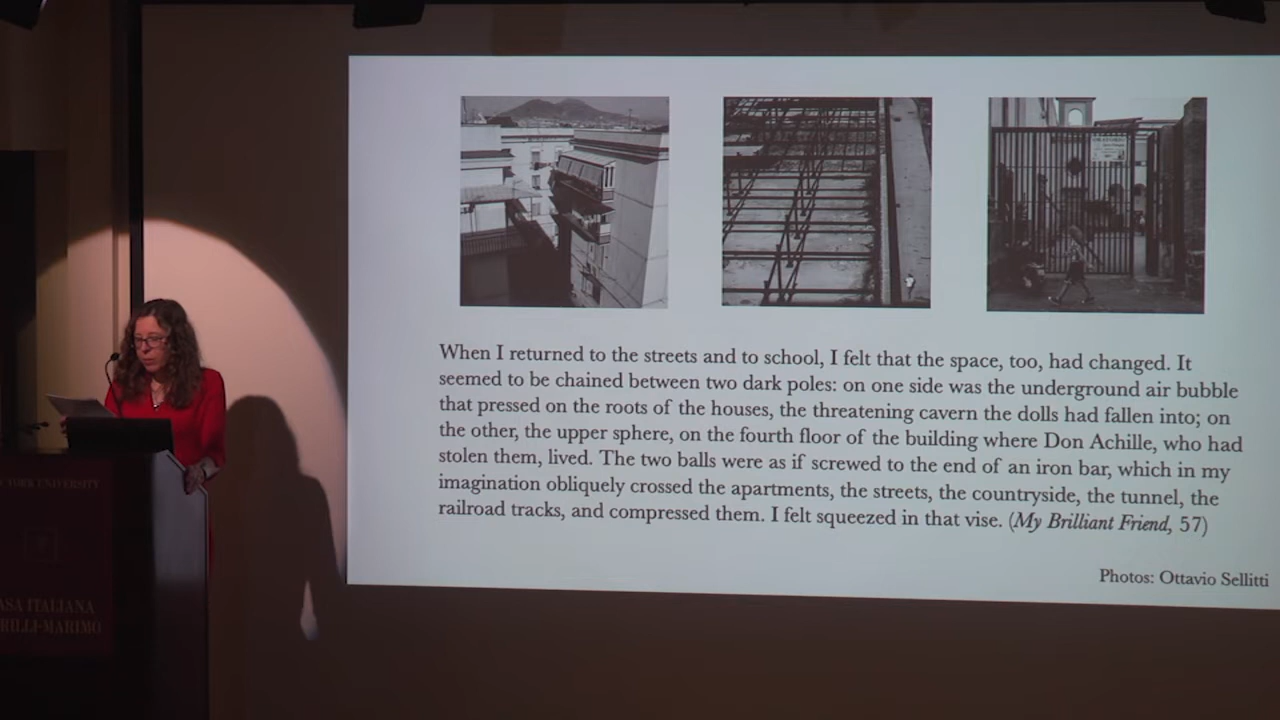 When I returned to the streets and to school, I felt that the space, too, had changed. It
seemed to be chained between two dark poles: on one side was the underground air bubble
that pressed on the roots of the houses, the threatening cavern the dolls had fallen into; on
the other, the upper sphere, on the fourth floor of the building where Don Achille, who had
stolen them, lived. The two balls were as if screwed to the end of an iron bar, which in my
imagination obliquely crossed the apartments, the streets, the countryside, the tunnel, the
railroad tracks, and compressed them. I felt squeezed in that vise. (My Brilliant Friend, 57)
Photos: Ottavio Sellitti
YORK UNIVERSITY
ASA ITALIANA
RILLI-MARIMO